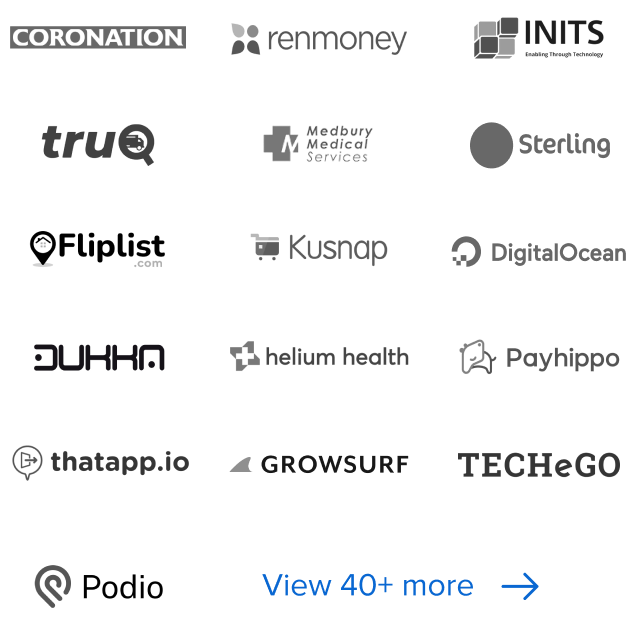 CORONATION
renmoney
INITS
Enabling Through Technology
truQ
Medbury
Medical
Services
Sterling
Fliplist
.com
Kusnap
DigitalOcean
DUKKA
helium health
Payhippo
thatapp.io
GROWSURF
TECHeGO
Podio
View 40+ more